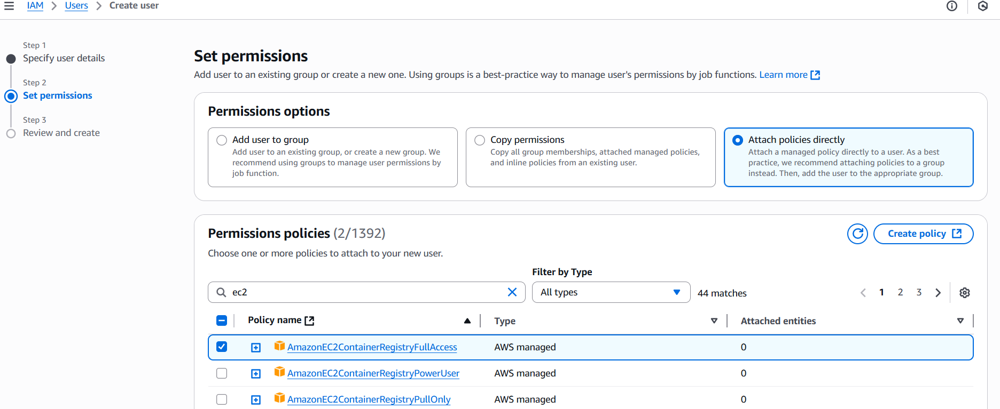 IAM > Users > Create user
Step 1
Specify user details
Step 2
Set permissions
Step 3
Review and create
Set permissions
Add user to an existing group or create a new one. Using groups is a best-practice way to manage user's permissions by job functions. Learn more
Permissions options
Add user to group
Add user to an existing group, or create a new group. We
recommend using groups to manage user permissions by
job function.
Copy permissions
Copy all group memberships, attached managed policies,
and inline policies from an existing user.
Attach policies directly
Attach a managed policy directly to a user. As a best
practice, we recommend attaching policies to a group
instead. Then, add the user to the appropriate group.
Permissions policies (2/1392)
Create policy
Choose one or more policies to attach to your new user.
Filter by Type
ec2
All types
44 matches
1 2 3
Policy name Type Attached entities
AmazonEC2ContainerRegistryFullAccess AWS managed 0
AmazonEC2ContainerRegistryPowerUser AWS managed 0
AmazonEC2ContainerRegistryPullOnly AWS managed 0